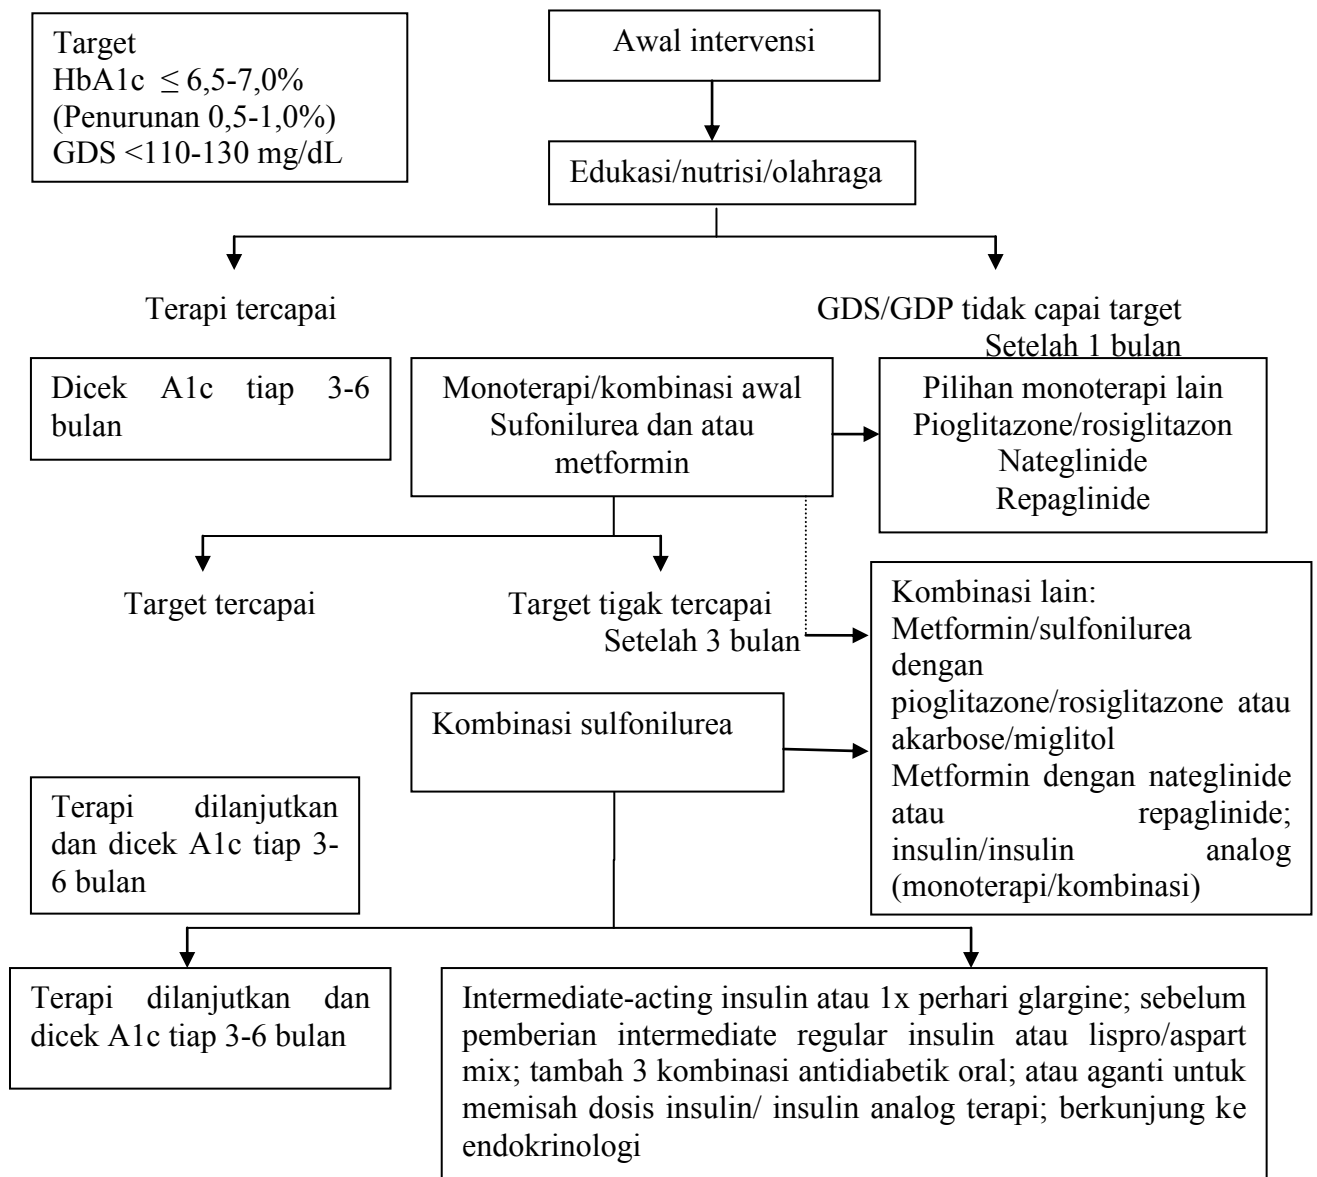 Target
HbA1c ≤ 6,5-7,0%
(Penurunan 0,5-1,0%)
GDS <110-130 mg/dL
Awal intervensi
Edukasi/nutrisi/olahraga
Terapi tercapai
GDS/GDP tidak capai target
Setelah 1 bulan
Dicek A1c tiap 3-6
bulan
Monoterapi/kombinasi awal
Sufonilurea dan atau
metformin
Pilihan monoterapi lain
Pioglitazone/rosiglitazon
Nateglinide
Repaglinide
Target tercapai
Target tigak tercapai
Setelah 3 bulan
Kombinasi lain:
Metformin/sulfonilurea
dengan
pioglitazone/rosiglitazone atau
akarbose/miglitol
Metformin dengan nateglinide
atau repaglinide;
insulin/insulin analog
(monoterapi/kombinasi)
Kombinasi sulfonilurea
Terapi dilanjutkan
dan dicek A1c tiap 3-
6 bulan
Terapi dilanjutkan dan
dicek A1c tiap 3-6 bulan
Intermediate-acting insulin atau 1x perhari glargine; sebelum
pemberian intermediate regular insulin atau lispro/aspart
mix; tambah 3 kombinasi antidiabetik oral; atau aganti untuk
memisah dosis insulin/ insulin analog terapi; berkunjung ke
endokrinologi